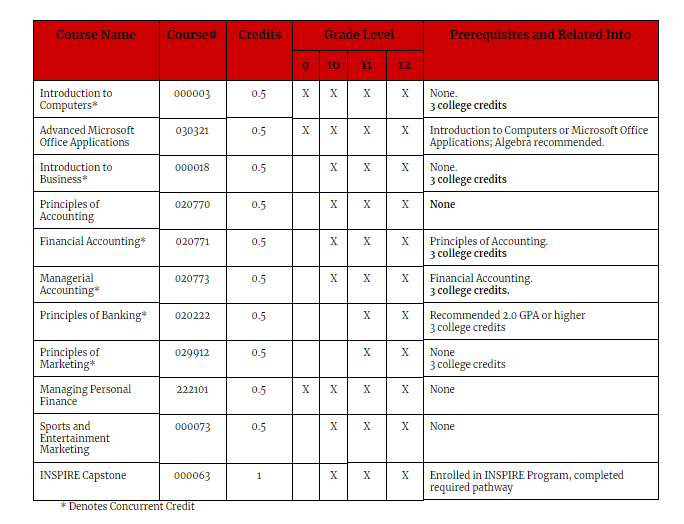 Course Name Course# Credits Grade Level Prerequisites and Related Into
9 10 11 12
Introduction to 000003 0.5 X X X X None.
Computers* 3 college credits
Advanced Microsoft 030321 0.5 X X X X Introduction to Computers or Microsoft Office
Office Applications Applications; Algebra recommended.
Introduction to 000018 0.5 X X X None.
Business* 3 college credits
Principles of 020770 0.5 X X X None
Accounting
Financial Accounting* 020771 0.5 X X X Principles of Accounting.
3 college credits
Managerial 020773 0.5 X X X Financial Accounting.
Accounting* 3 college credits.
Principles of Banking* 020222 0.5 X X Recommended 2.0 GPA or higher
3 college credits
Principles of 029912 0.5 X X None
Marketing* 3 college credits
Managing Personal 222101 0.5 X X X X None
Finance
Sports and 000073 0.5 X X X None
Entertainment
Marketing
INSPIRE Capstone 000063 1 X X X Enrolled in INSPIRE Program, completed
required pathway
* Denotes Concurrent Credit